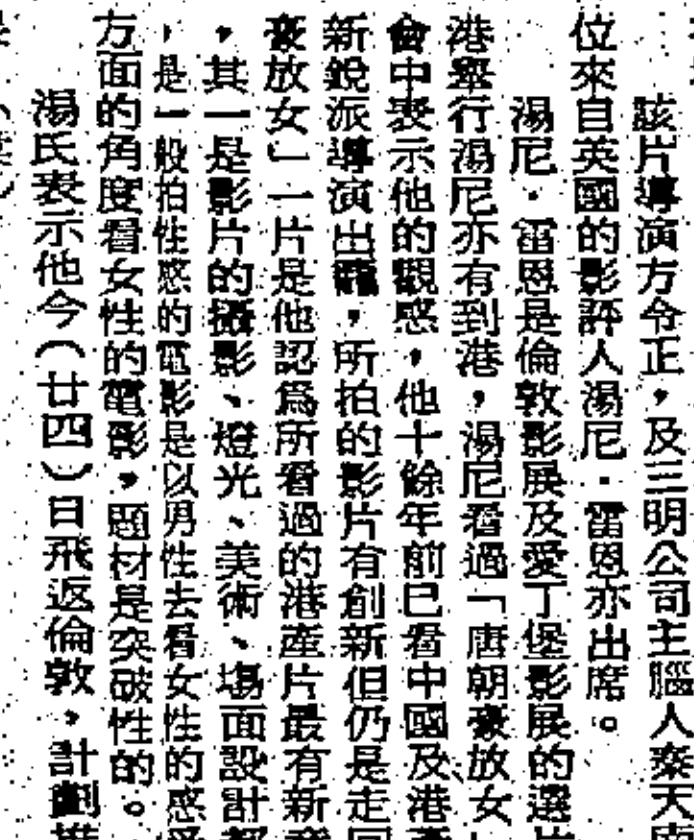 該片導演方令正，及三明公司主腦人秦天南
位來自英國的影評人湯尼．雷恩亦出席。
湯尼．雷恩是倫敦影展及愛丁堡影展的選
港舉行湯尼亦有到港，湯尼看過「唐朝豪放女
會中表示他的觀感，他十餘年前已看中國及港產
新銳派導演出籠，所拍的影片有創新但仍是走回
豪放女」一片是他認爲所看過的港產片最有新意
，其一是影片的攝影、燈光、美術、場面設計都
，是一般拍性感的電影是以男性去看女性的感受
方面的角度看女性的電影，題材是突破性的。
湯氏表示他今（廿四）日飛返倫敦，計劃推